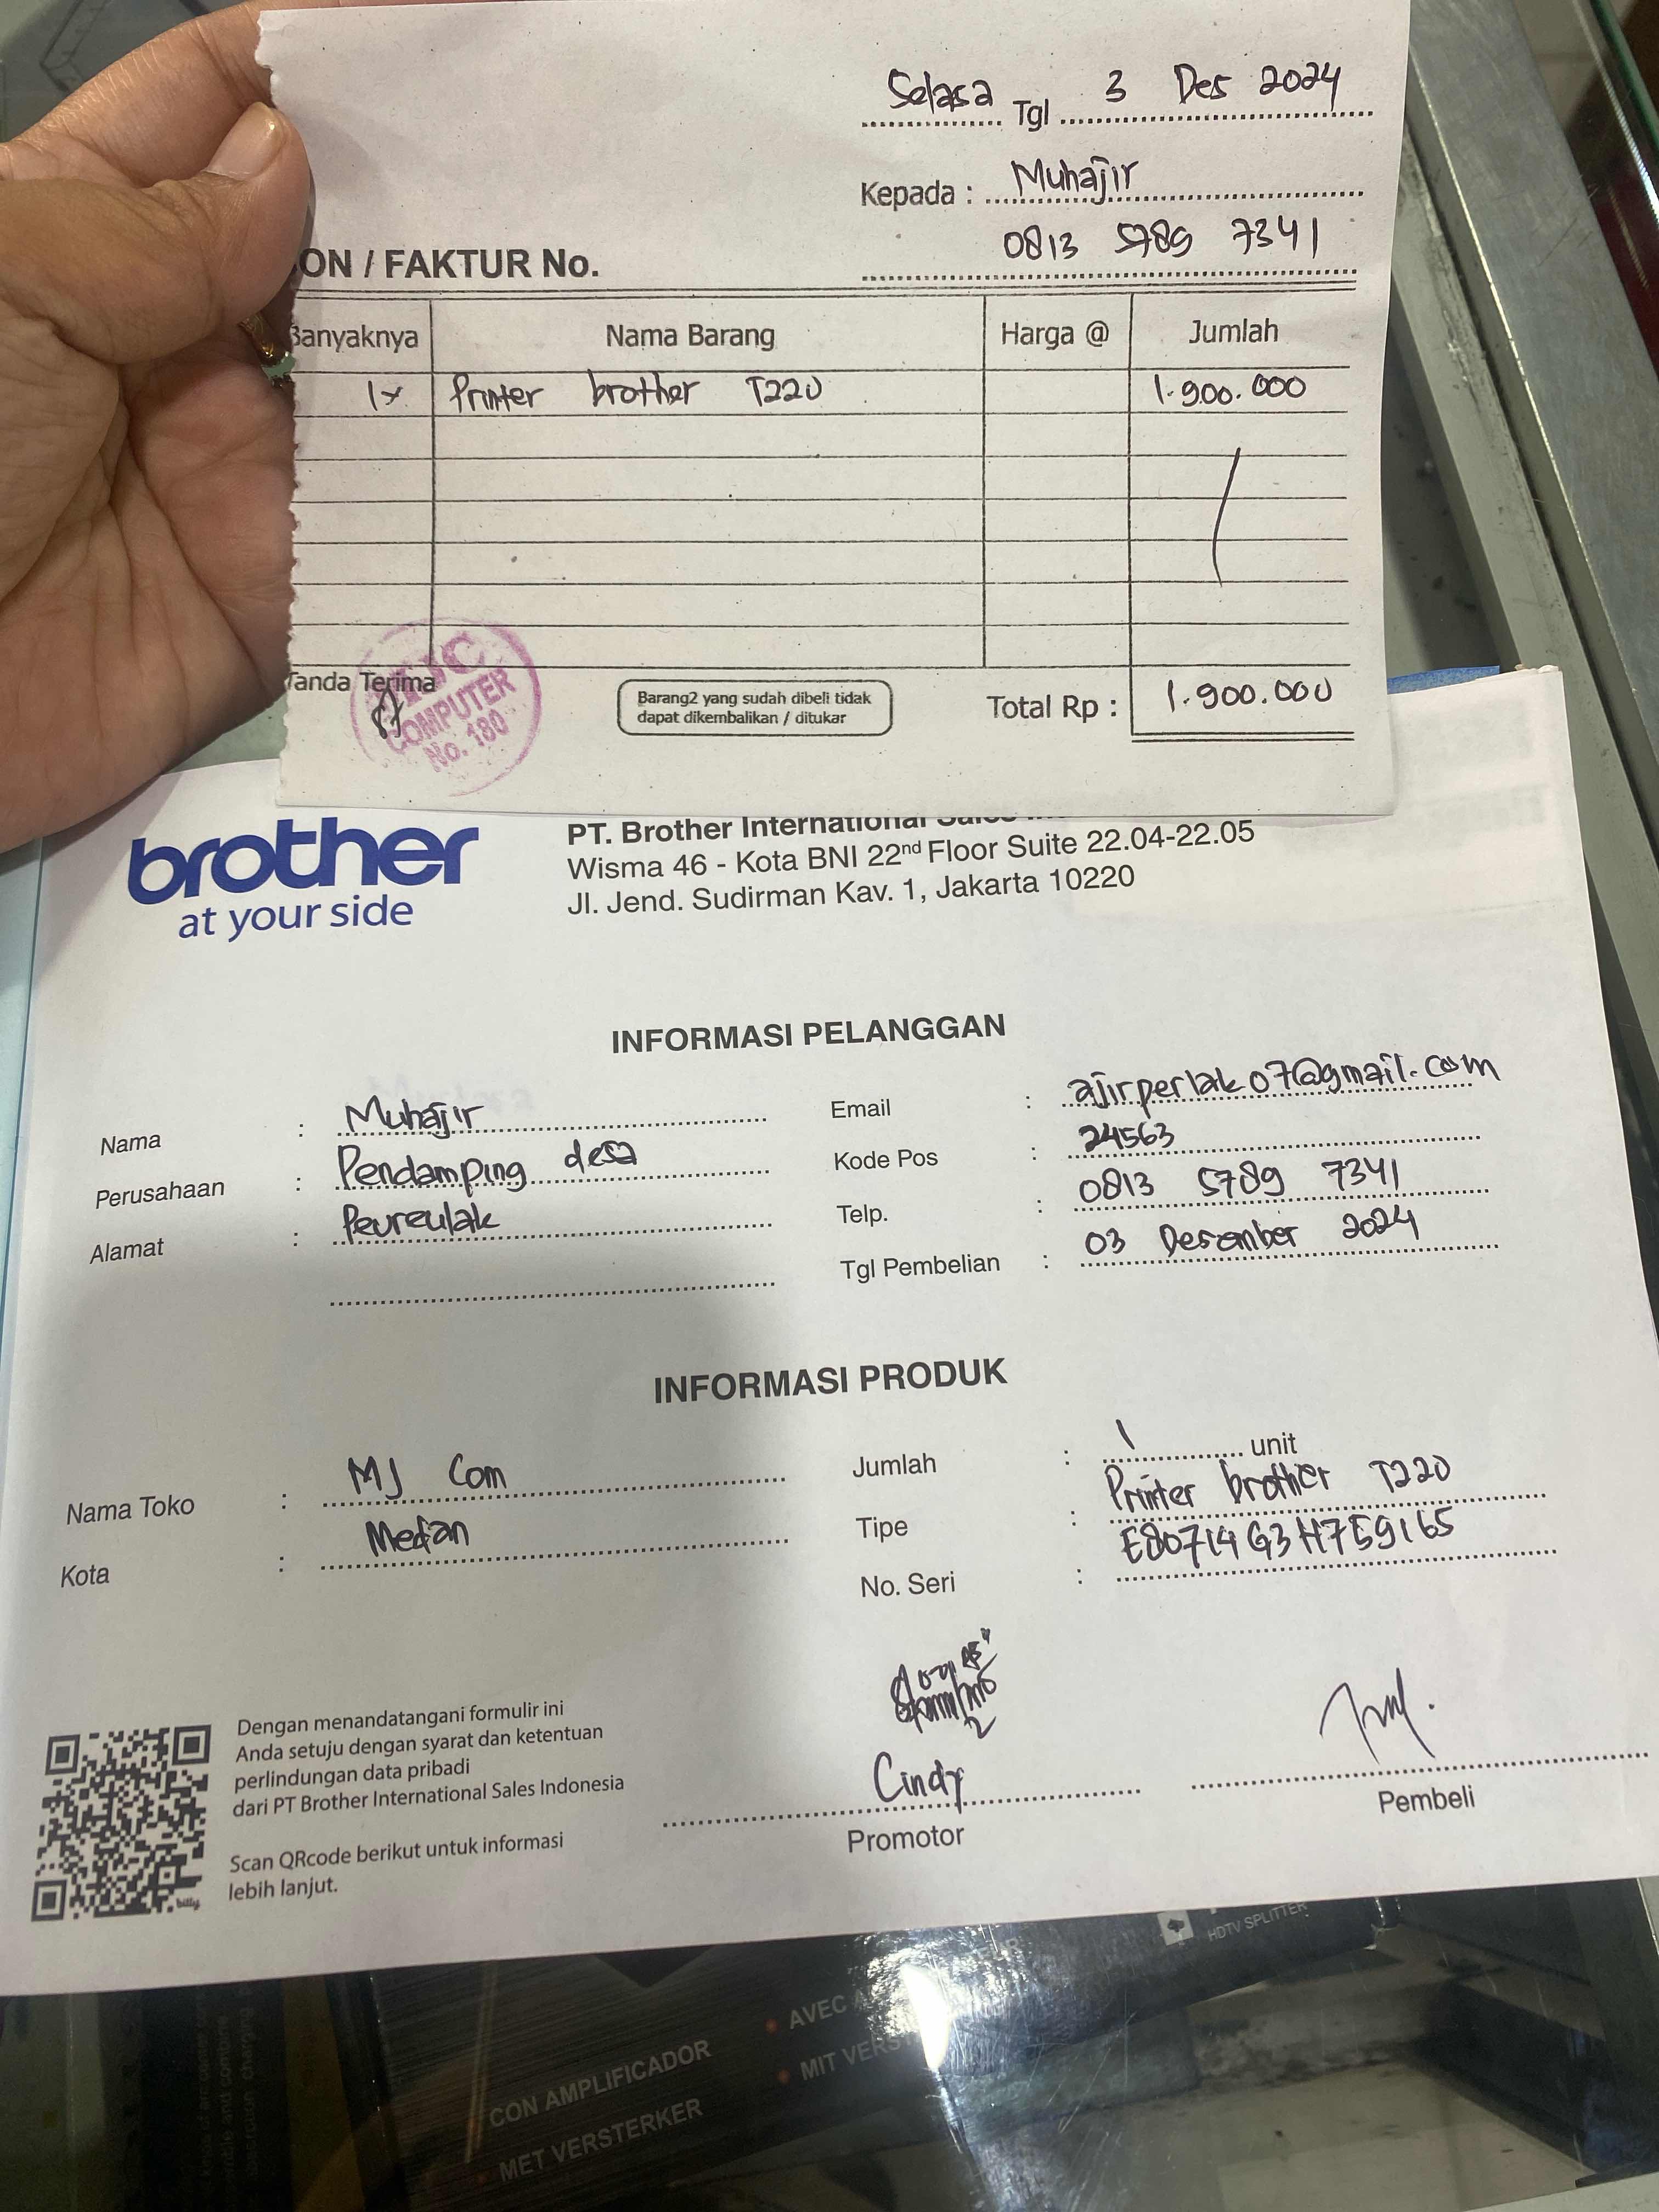 Selasa Tgl 3 Des 2024
Kepada : Muhajir
0813 5789 7341
ON / FAKTUR No.
Banyaknya Nama Barang Harga @ Jumlah
1x Printer brother T220 1.900.000
Tanda Terima
COMPUTER
No. 180
Barang2 yang sudah dibeli tidak
dapat dikembalikan / ditukar
Total Rp : 1.900.000
brother
at your side
PT. Brother International Sales
Wisma 46 - Kota BNI 22nd Floor Suite 22.04-22.05
Jl. Jend. Sudirman Kav. 1, Jakarta 10220
INFORMASI PELANGGAN
Nama : Muhajir
Perusahaan : Pendamping desa
Alamat : Peureulak
Email : ajirperlak07@gmail.com
Kode Pos : 24563
Telp. : 0813 5789 7341
Tgl Pembelian : 03 Desember 2024
INFORMASI PRODUK
Nama Toko : MJ Com
Kota : Medan
Jumlah : 1 unit
Tipe : Printer brother T220
No. Seri : E80714G3H759165
Dengan menandatangani formulir ini
Anda setuju dengan syarat dan ketentuan
perlindungan data pribadi
dari PT Brother International Sales Indonesia
Scan QRcode berikut untuk informasi
lebih lanjut.
billy
Cindy
Promotor
Pembeli
HDTV SPLITTER
AVEC
MIT VERS
CON AMPLIFICADOR
MET VERSTERKER